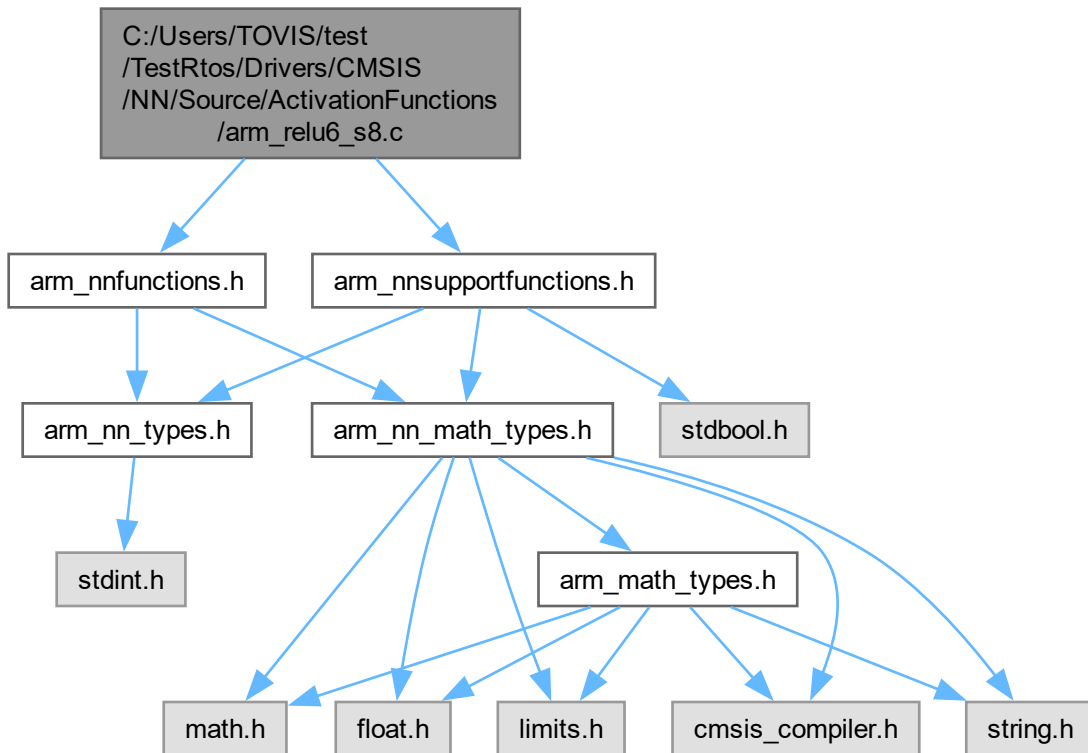 C:/Users/TOVIS/test
/TestRtos/Drivers/CMSIS
/NN/Source/ActivationFunctions
/arm_relu6_s8.c
arm_nnfunctions.h
arm_nnsupportfunctions.h
arm_nn_types.h
arm_nn_math_types.h
stdbool.h
stdint.h
arm_math_types.h
math.h
float.h
limits.h
cmsis_compiler.h
string.h